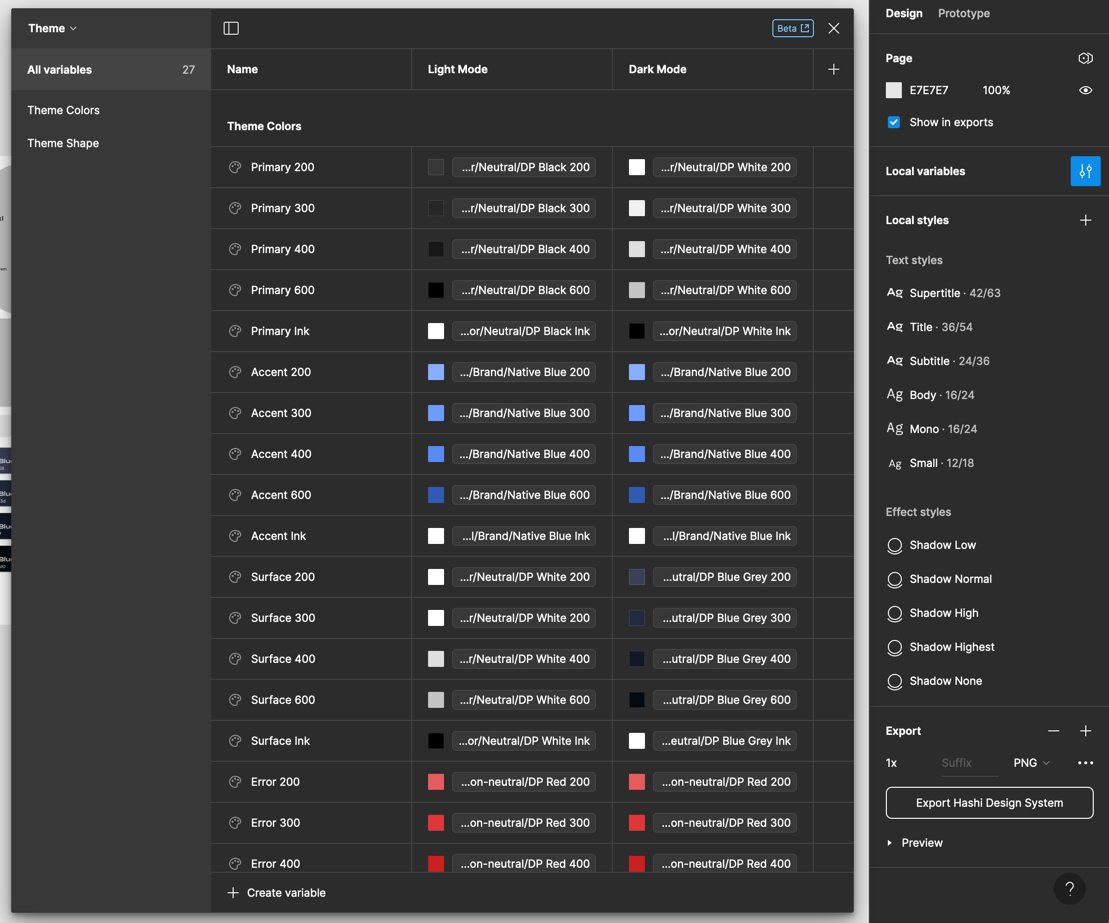 Theme
Beta
All variables 27
Name Light Mode Dark Mode
Theme Colors
Theme Shape
Theme Colors
Primary 200 ...r/Neutral/DP Black 200 ...r/Neutral/DP White 200
Primary 300 ...r/Neutral/DP Black 300 ...r/Neutral/DP White 300
Primary 400 ...r/Neutral/DP Black 400 ...r/Neutral/DP White 400
Primary 600 ...r/Neutral/DP Black 600 ...r/Neutral/DP White 600
Primary Ink ...or/Neutral/DP Black Ink ...or/Neutral/DP White Ink
Accent 200 .../Brand/Native Blue 200 .../Brand/Native Blue 200
Accent 300 .../Brand/Native Blue 300 .../Brand/Native Blue 300
Accent 400 .../Brand/Native Blue 400 .../Brand/Native Blue 400
Accent 600 .../Brand/Native Blue 600 .../Brand/Native Blue 600
Accent Ink ...l/Brand/Native Blue Ink ...l/Brand/Native Blue Ink
Surface 200 ...r/Neutral/DP White 200 ...utral/DP Blue Grey 200
Surface 300 ...r/Neutral/DP White 200 ...utral/DP Blue Grey 300
Surface 400 ...r/Neutral/DP White 400 ...utral/DP Blue Grey 400
Surface 600 ...r/Neutral/DP White 600 ...utral/DP Blue Grey 600
Surface Ink ...or/Neutral/DP White Ink ...eutral/DP Blue Grey Ink
Error 200 ...on-neutral/DP Red 200 ...on-neutral/DP Red 200
Error 300 ...on-neutral/DP Red 300 ...on-neutral/DP Red 300
Error 400 ...on-neutral/DP Red 400 ...on-neutral/DP Red 400
Create variable
Design Prototype
Page
E7E7E7 100%
Show in exports
Local variables
Local styles
Text styles
Ag Supertitle · 42/63
Ag Title · 36/54
Ag Subtitle · 24/36
Ag Body · 16/24
Ag Mono · 16/24
Ag Small · 12/18
Effect styles
Shadow Low
Shadow Normal
Shadow High
Shadow Highest
Shadow None
Export
1x Suffix PNG
Export Hashi Design System
Preview
?